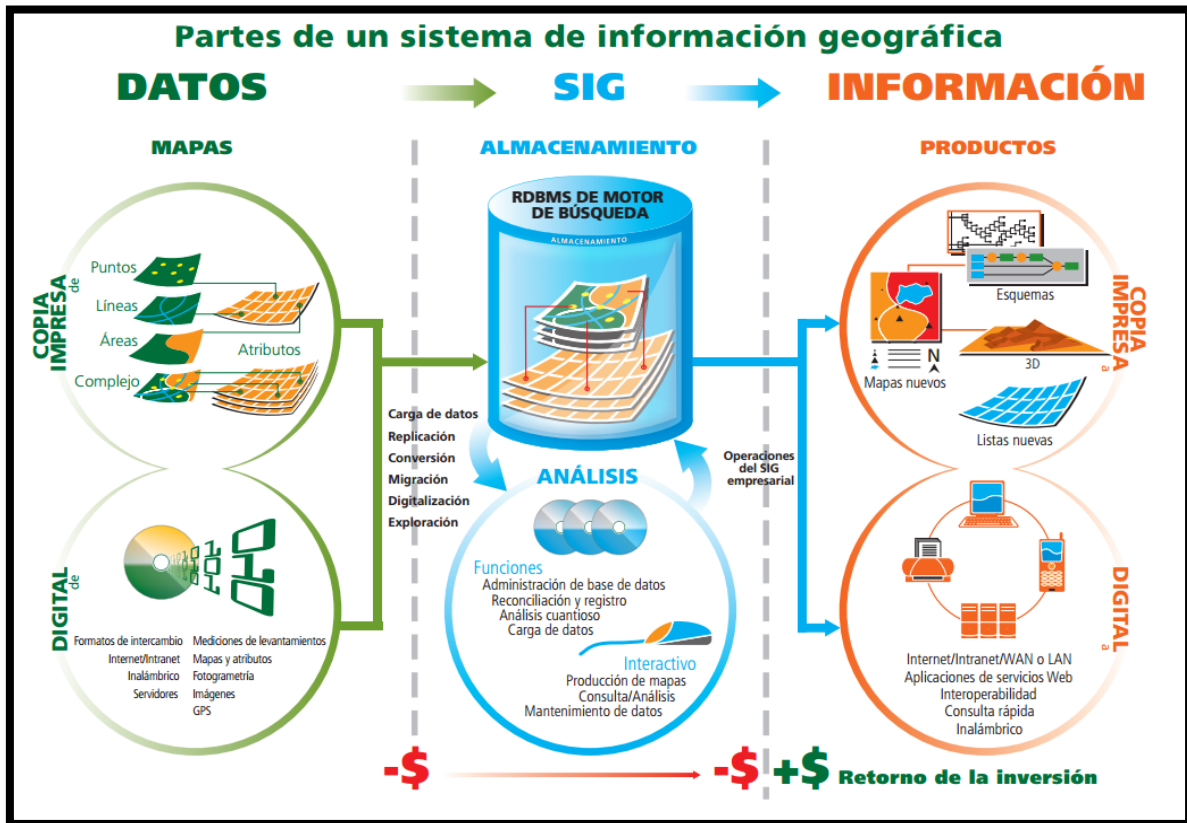 Partes de un sistema de información geográfica
DATOS
SIG
INFORMACIÓN
MAPAS
ALMACENAMIENTO
PRODUCTOS
COPIA
IMPRESA
de
Puntos
Líneas
Áreas
Atributos
Complejo
RDBMS DE MOTOR
DE BÚSQUEDA
ALMACENAMIENTO
Esquemas
Mapas nuevos
N
3D
Listas nuevas
COPIA
IMPRESA
a
Carga de datos
Replicación
Conversión
Migración
Digitalización
Exploración
Operaciones
del SIG
empresarial
ANÁLISIS
Funciones
Administración de base de datos
Reconciliación y registro
Análisis cuantioso
Carga de datos
Interactivo
Producción de mapas
Consulta/Análisis
Mantenimiento de datos
DIGITAL
de
Formatos de intercambio
Internet/Intranet
Inalámbrico
Servidores
Mediciones de levantamientos
Mapas y atributos
Fotogrametría
Imágenes
GPS
DIGITAL
a
Internet/Intranet/WAN o LAN
Aplicaciones de servicios Web
Interoperabilidad
Consulta rápida
Inalámbrico
-$
-$
+$ Retorno de la inversión